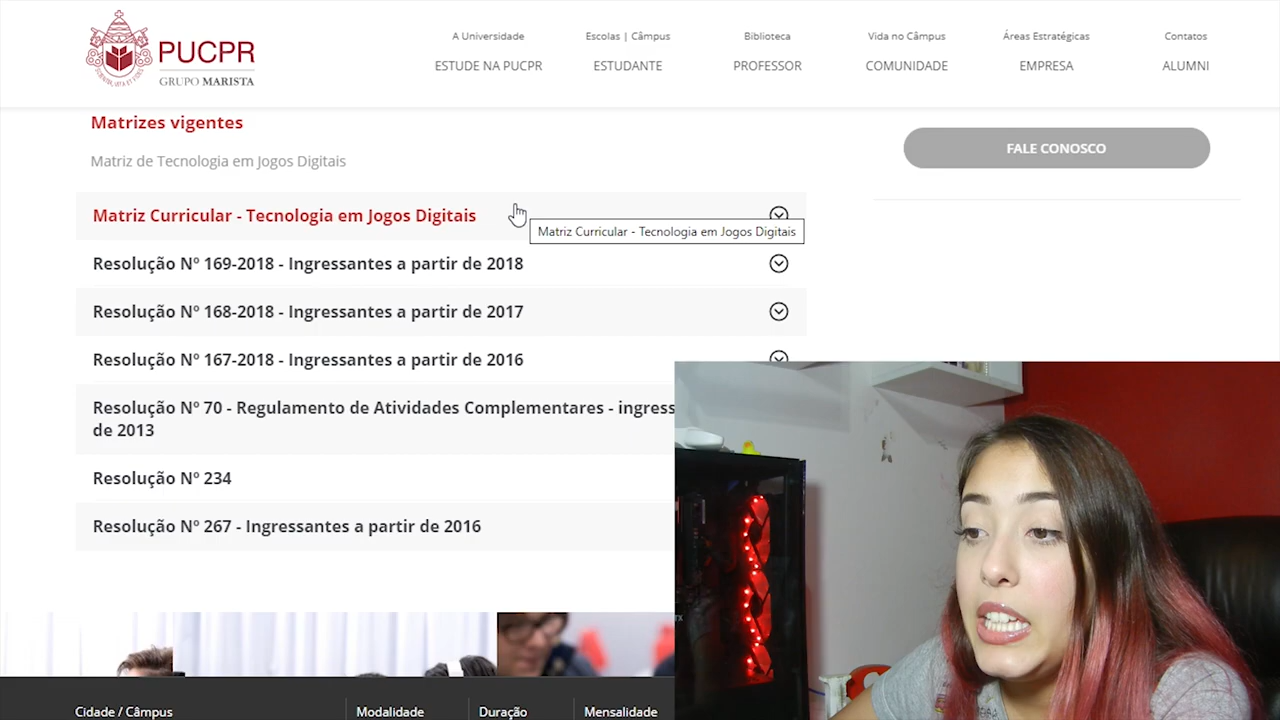 PUCPR
GRUPO MARISTA
A Universidade
Escolas | Câmpus
Biblioteca
Vida no Câmpus
Áreas Estratégicas
Contatos
ESTUDE NA PUCPR
ESTUDANTE
PROFESSOR
COMUNIDADE
EMPRESA
ALUMNI
Matrizes vigentes
Matriz de Tecnologia em Jogos Digitais
FALE CONOSCO
Matriz Curricular - Tecnologia em Jogos Digitais
Matriz Curricular - Tecnologia em Jogos Digitais
Resolução Nº 169-2018 - Ingressantes a partir de 2018
Resolução Nº 168-2018 - Ingressantes a partir de 2017
Resolução Nº 167-2018 - Ingressantes a partir de 2016
Resolução Nº 70 - Regulamento de Atividades Complementares - ingress
de 2013
Resolução Nº 234
Resolução Nº 267 - Ingressantes a partir de 2016
Cidade / Câmpus
Modalidade
Duração
Mensalidade